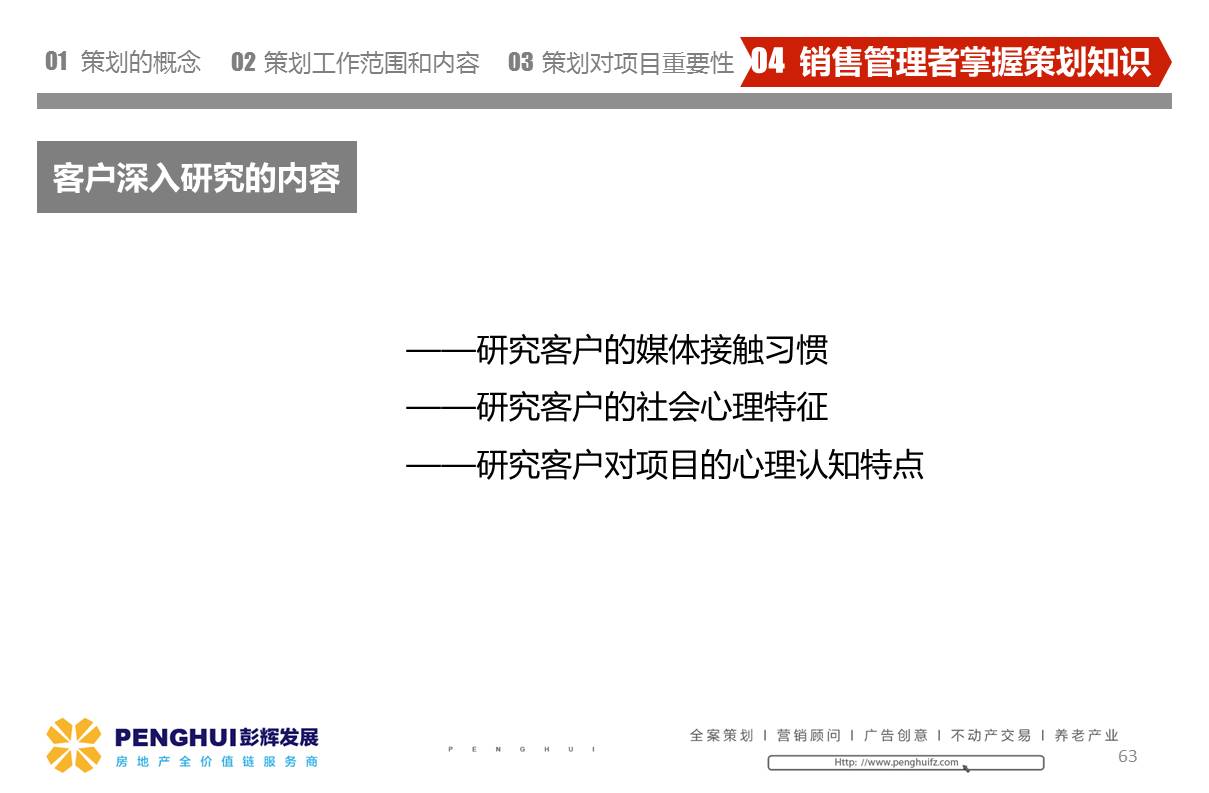 01 策划的概念 02 策划工作范围和内容 03 策划对项目重要性 04 销售管理者掌握策划知识
客户深入研究的内容
——研究客户的媒体接触习惯
——研究客户的社会心理特征
——研究客户对项目的心理认知特点
PENGHUI彭辉发展
房地产全价值链服务商
PENGHUI
全案策划 I 营销顾问 I 广告创意 I 不动产交易 I 养老产业
Http: //www.penghuifz.com
63